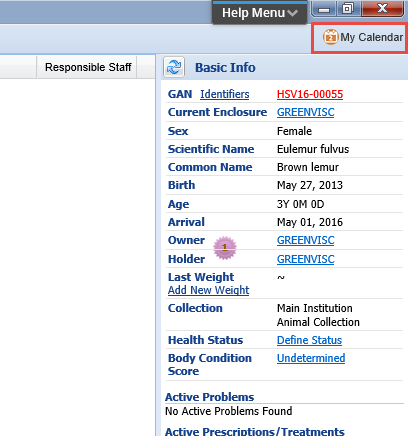 Help Menu
2 My Calendar
Responsible Staff
Basic Info
GAN Identifiers HSV16-00055
Current Enclosure GREENVISC
Sex Female
Scientific Name Eulemur fulvus
Common Name Brown lemur
Birth May 27, 2013
Age 3Y 0M 0D
Arrival May 01, 2016
Owner GREENVISC
1
Holder GREENVISC
Last Weight ~
Add New Weight
Collection Main Institution
Animal Collection
Health Status Define Status
Body Condition Undetermined
Score
Active Problems
No Active Problems Found
Active Prescriptions/Treatments